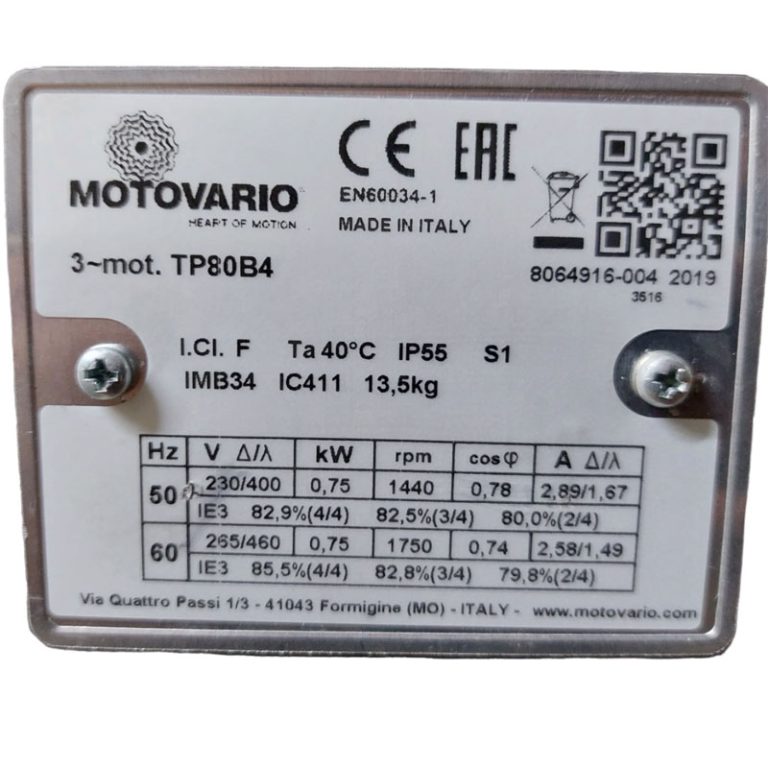 MOTOVARIO
HEART OF MOTION
CE EAC
EN60034-1
MADE IN ITALY
8064916-004 2019
3516
3~mot. TP80B4
I.Cl. F Ta 40°C IP55 S1
IMB34 IC411 13,5kg
Hz V Δ/λ kW rpm cosφ A Δ/λ
50 230/400 0,75 1440 0,78 2,89/1,67
IE3 82,9%(4/4) 82,5%(3/4) 80,0%(2/4)
60 265/460 0,75 1750 0,74 2,58/1,49
IE3 85,5%(4/4) 82,8%(3/4) 79,8%(2/4)
Via Quattro Passi 1/3 - 41043 Formigine (MO) - ITALY - www.motovario.com